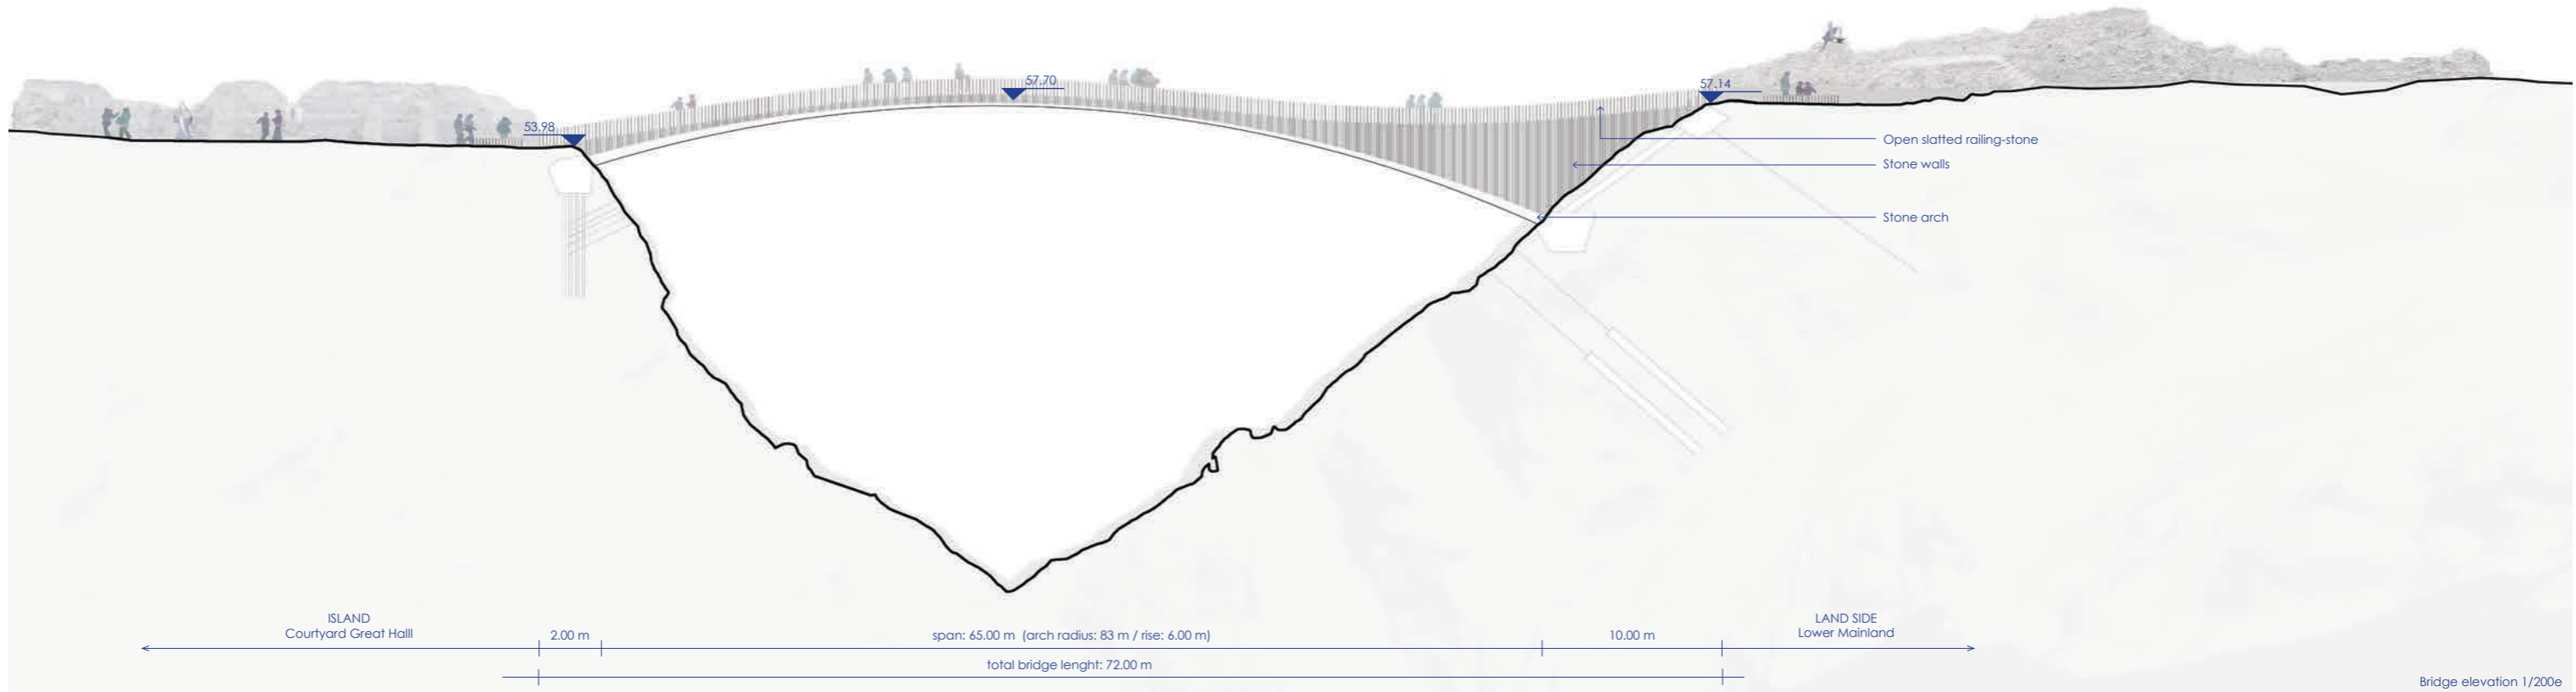 57.70
57.14
53.98
Open slatted railing-stone
Stone walls
Stone arch
ISLAND
Courtyard Great Halll
2.00 m
span: 65.00 m (arch radius: 83 m / rise: 6.00 m)
10.00 m
LAND SIDE
Lower Mainland
total bridge lenght: 72.00 m
Bridge elevation 1/200e